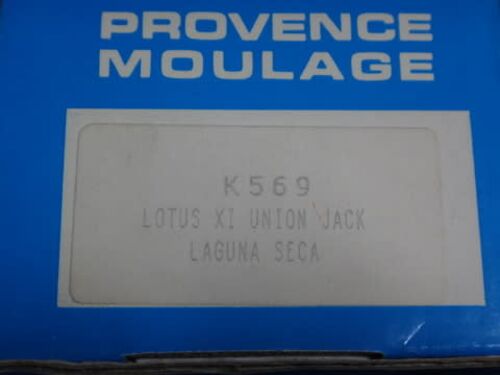 PROVENCE
MOULAGE
K569
LOTUS XI UNION JACK
LAGUNA SECA